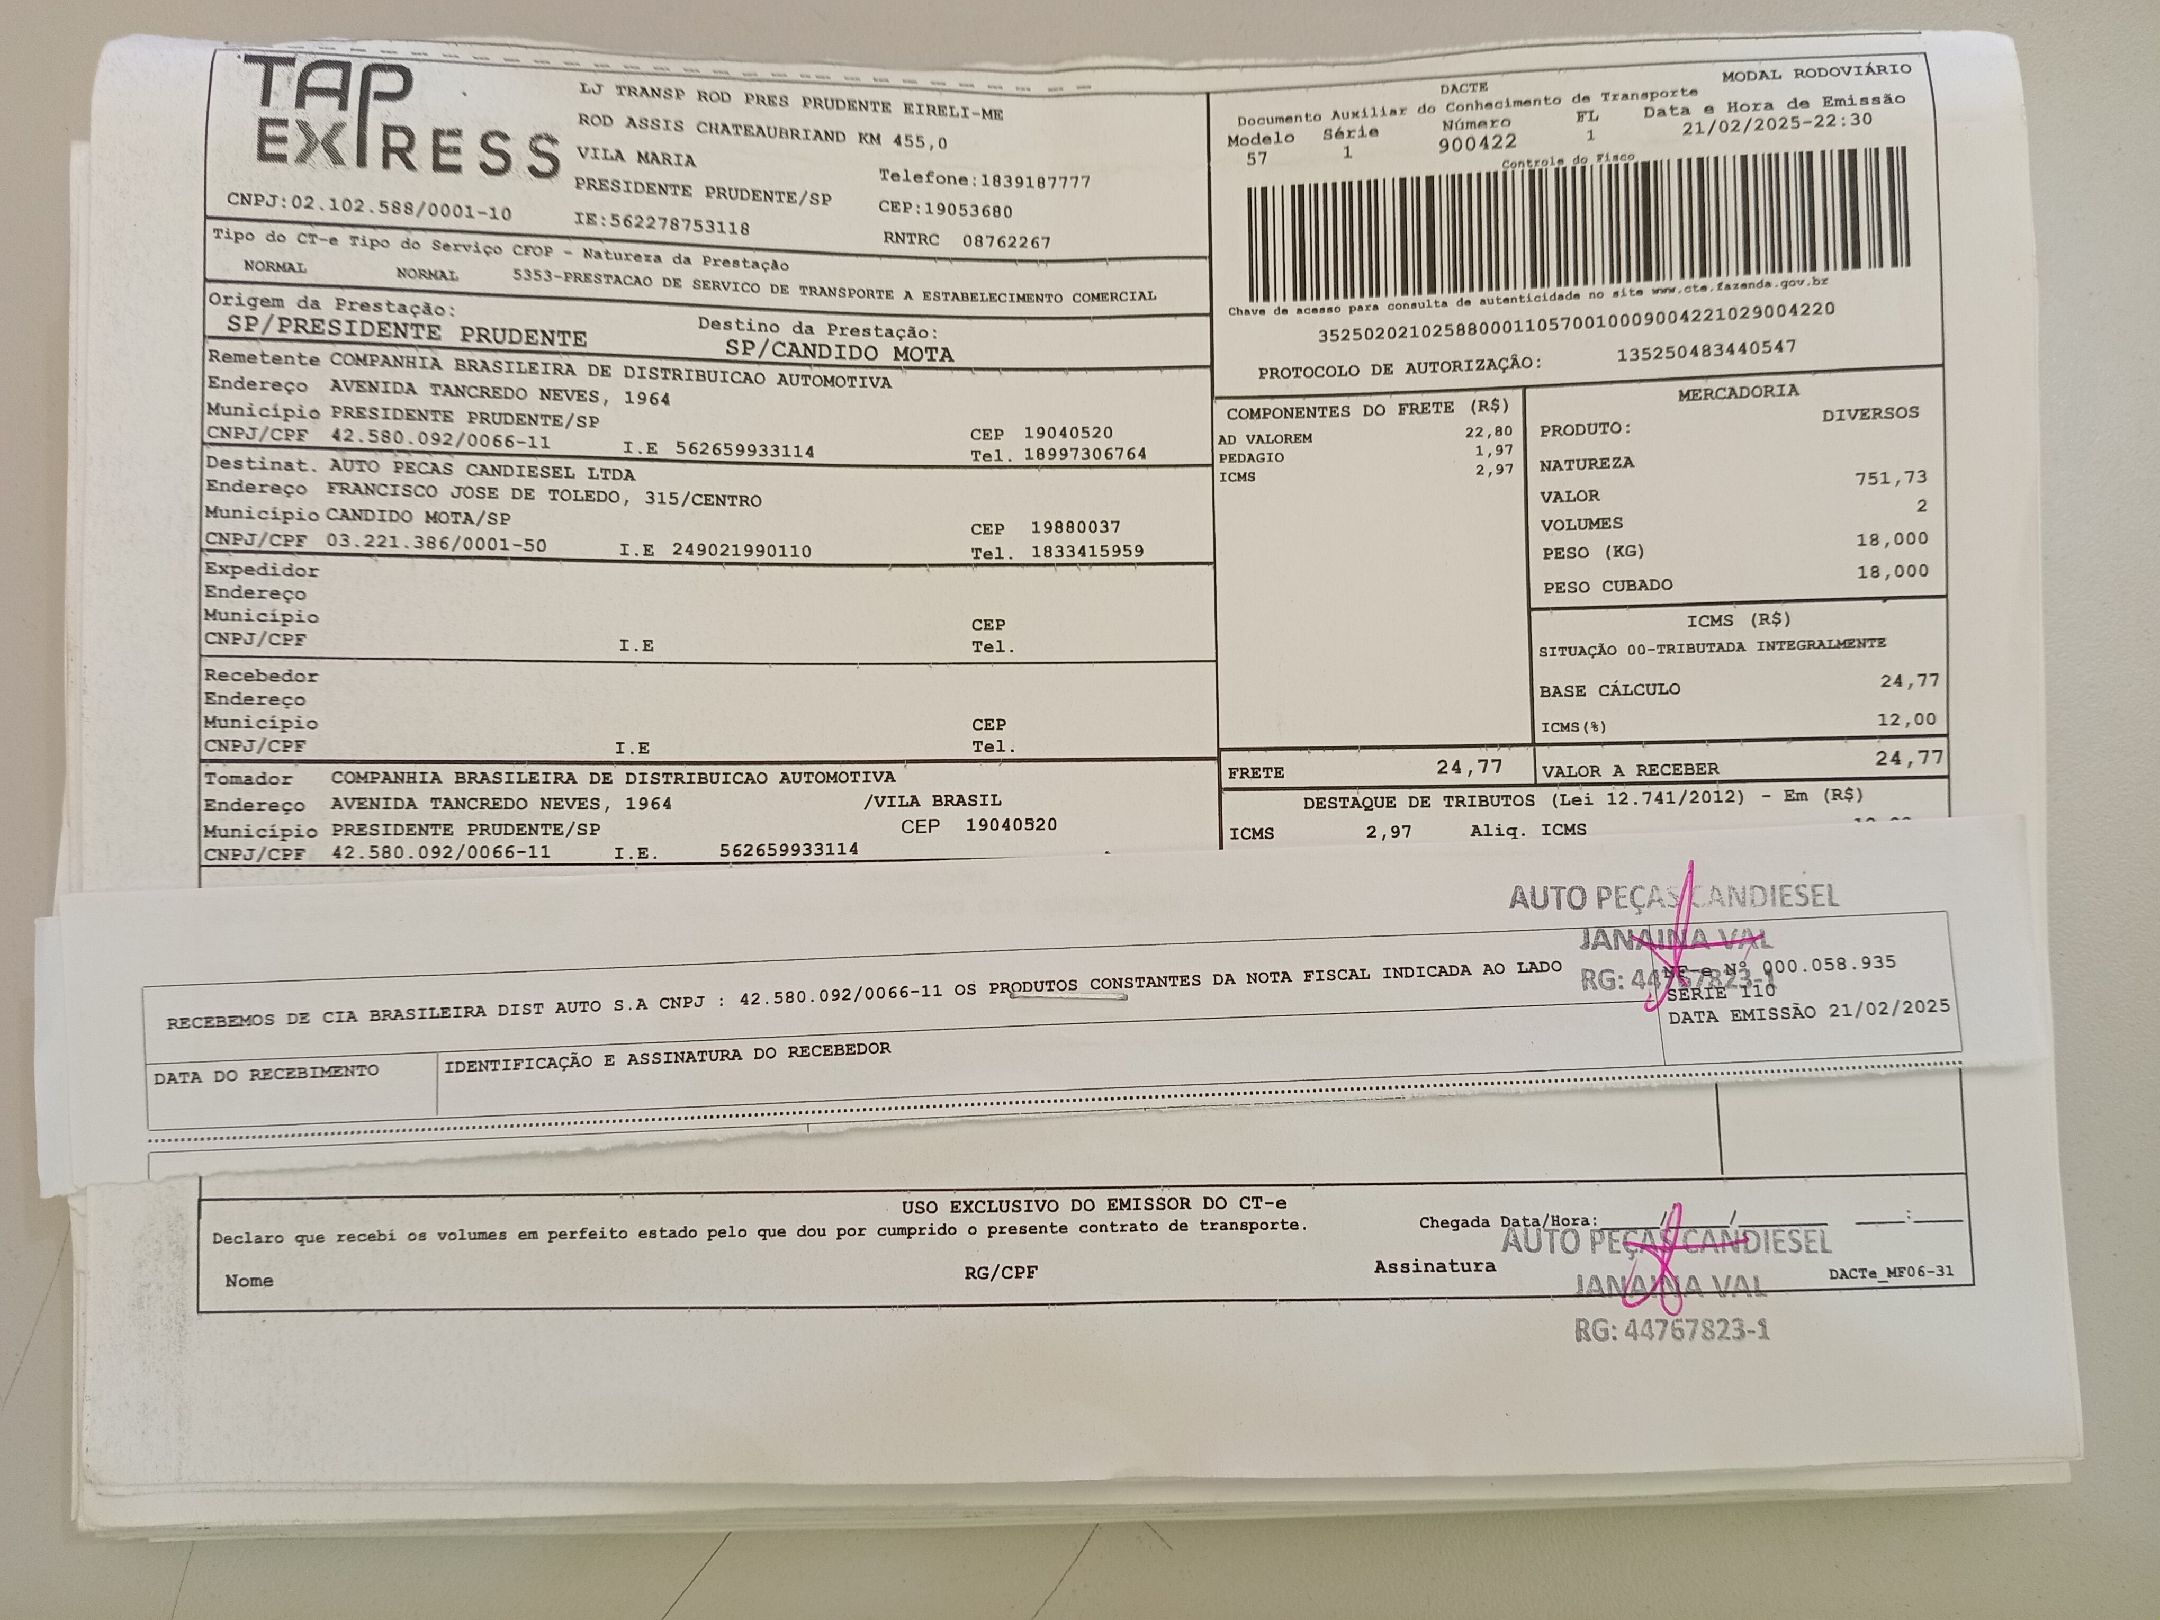 TAP
EXPRESS
LJ TRANSP ROD PRES PRUDENTE EIRELI-ME
ROD ASSIS CHATEAUBRIAND KM 455,0
VILA MARIA
Telefone:1839187777
PRESIDENTE PRUDENTE/SP
CEP:19053680
CNPJ:02.102.588/0001-10
IE:562278753118
RNTRC 08762267
Tipo do CT-e Tipo do Serviço CFOP - Natureza da Prestação
NORMAL NORMAL 5353-PRESTACAO DE SERVICO DE TRANSPORTE A ESTABELECIMENTO COMERCIAL
Origem da Prestação:
SP/PRESIDENTE PRUDENTE
Destino da Prestação:
SP/CANDIDO MOTA
Remetente COMPANHIA BRASILEIRA DE DISTRIBUICAO AUTOMOTIVA
Endereço AVENIDA TANCREDO NEVES, 1964
Município PRESIDENTE PRUDENTE/SP CEP 19040520
CNPJ/CPF 42.580.092/0066-11 I.E 562659933114 Tel. 18997306764
Destinat. AUTO PECAS CANDIESEL LTDA
Endereço FRANCISCO JOSE DE TOLEDO, 315/CENTRO
Município CANDIDO MOTA/SP CEP 19880037
CNPJ/CPF 03.221.386/0001-50 I.E 249021990110 Tel. 1833415959
Expedidor
Endereço
Município CEP
CNPJ/CPF I.E Tel.
Recebedor
Endereço
Município CEP
CNPJ/CPF I.E Tel.
Tomador COMPANHIA BRASILEIRA DE DISTRIBUICAO AUTOMOTIVA
Endereço AVENIDA TANCREDO NEVES, 1964 /VILA BRASIL
Município PRESIDENTE PRUDENTE/SP CEP 19040520
CNPJ/CPF 42.580.092/0066-11 I.E. 562659933114
DACTE MODAL RODOVIÁRIO
Documento Auxiliar do Conhecimento de Transporte
Modelo Série Número FL Data e Hora de Emissão
57 1 900422 1 21/02/2025-22:30
Controle do Fisco
Chave de acesso para consulta de autenticidade no site www.cte.fazenda.gov.br
35250202102588000110570010009004221029004220
PROTOCOLO DE AUTORIZAÇÃO: 135250483440547
COMPONENTES DO FRETE (R$)
AD VALOREM 22,80
PEDAGIO 1,97
ICMS 2,97
MERCADORIA
PRODUTO: DIVERSOS
NATUREZA
VALOR 751,73
VOLUMES 2
PESO (KG) 18,000
PESO CUBADO 18,000
ICMS (R$)
SITUAÇÃO 00-TRIBUTADA INTEGRALMENTE
BASE CÁLCULO 24,77
ICMS(%) 12,00
FRETE 24,77 VALOR A RECEBER 24,77
DESTAQUE DE TRIBUTOS (Lei 12.741/2012) - Em (R$)
ICMS 2,97 Aliq. ICMS
AUTO PEÇAS CANDIESEL
JANAINA VAL
RG: 44767823-1
RECEBEMOS DE CIA BRASILEIRA DIST AUTO S.A CNPJ : 42.580.092/0066-11 OS PRODUTOS CONSTANTES DA NOTA FISCAL INDICADA AO LADO
NF-e Nº 000.058.935
SERIE 110
DATA EMISSÃO 21/02/2025
DATA DO RECEBIMENTO
IDENTIFICAÇÃO E ASSINATURA DO RECEBEDOR
USO EXCLUSIVO DO EMISSOR DO CT-e
Declaro que recebi os volumes em perfeito estado pelo que dou por cumprido o presente contrato de transporte.
Chegada Data/Hora:____/____/____ ____:____
Nome RG/CPF Assinatura
AUTO PEÇAS CANDIESEL
JANAINA VAL
RG: 44767823-1
DACTe_MF06-31